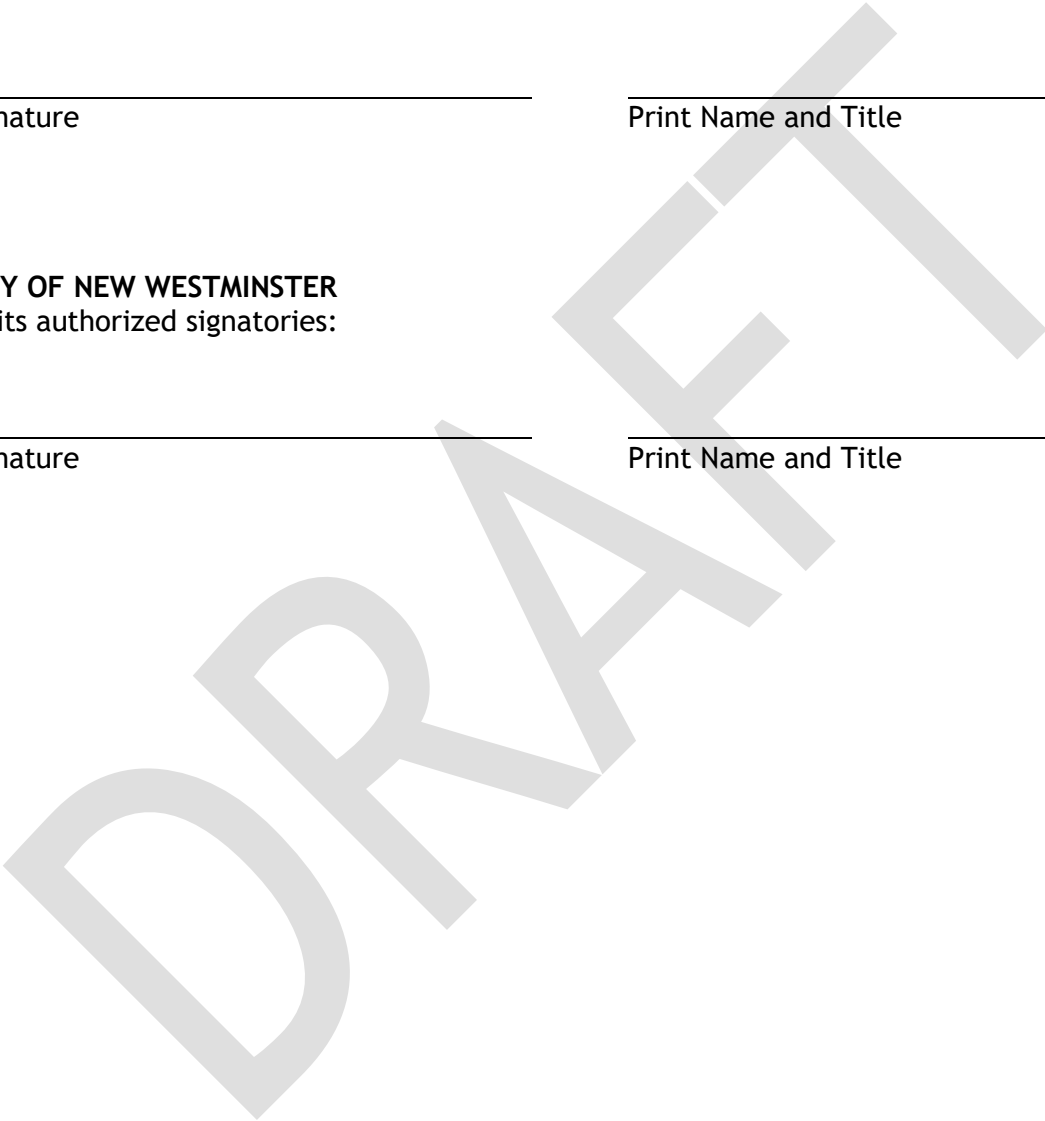 nature Print Name and Title
Y OF NEW WESTMINSTER
its authorized signatories:
nature Print Name and Title
DRAFT